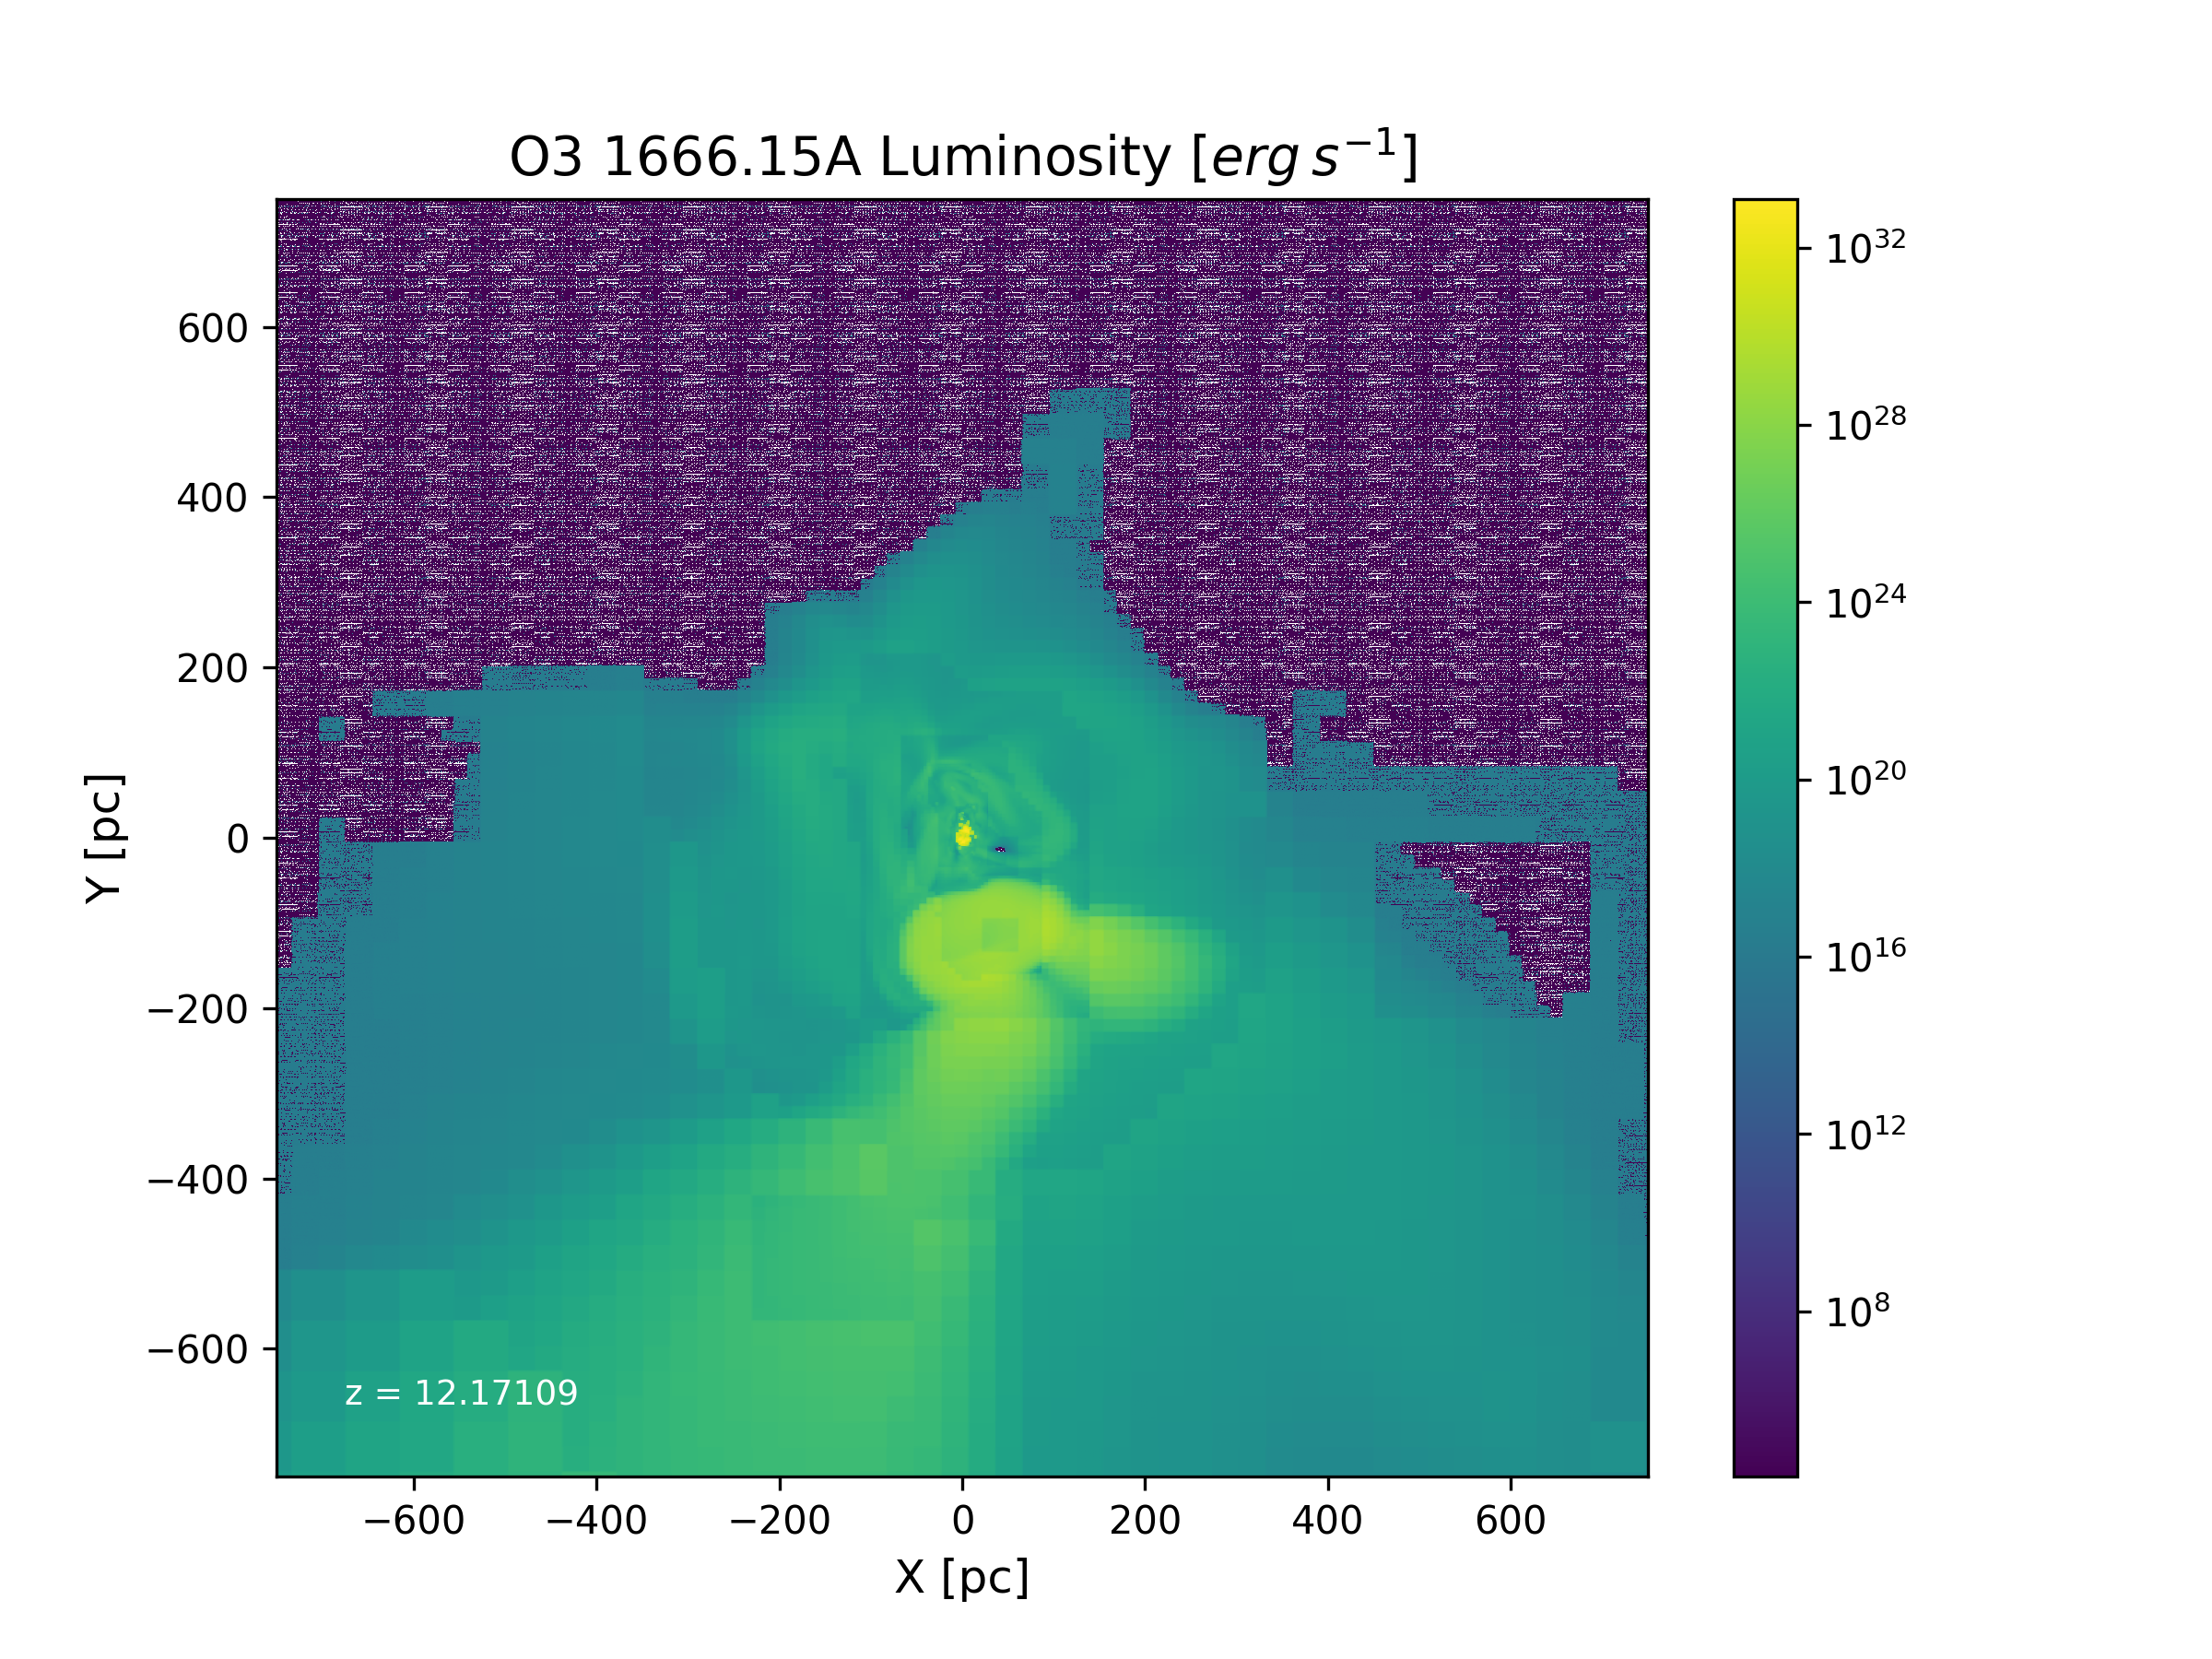 O3 1666.15A Luminosity [erg s⁻¹]
Y [pc]
600
400
200
0
−200
−400
−600
z = 12.17109
−600 −400 −200 0 200 400 600
X [pc]
10³²
10²⁸
10²⁴
10²⁰
10¹⁶
10¹²
10⁸